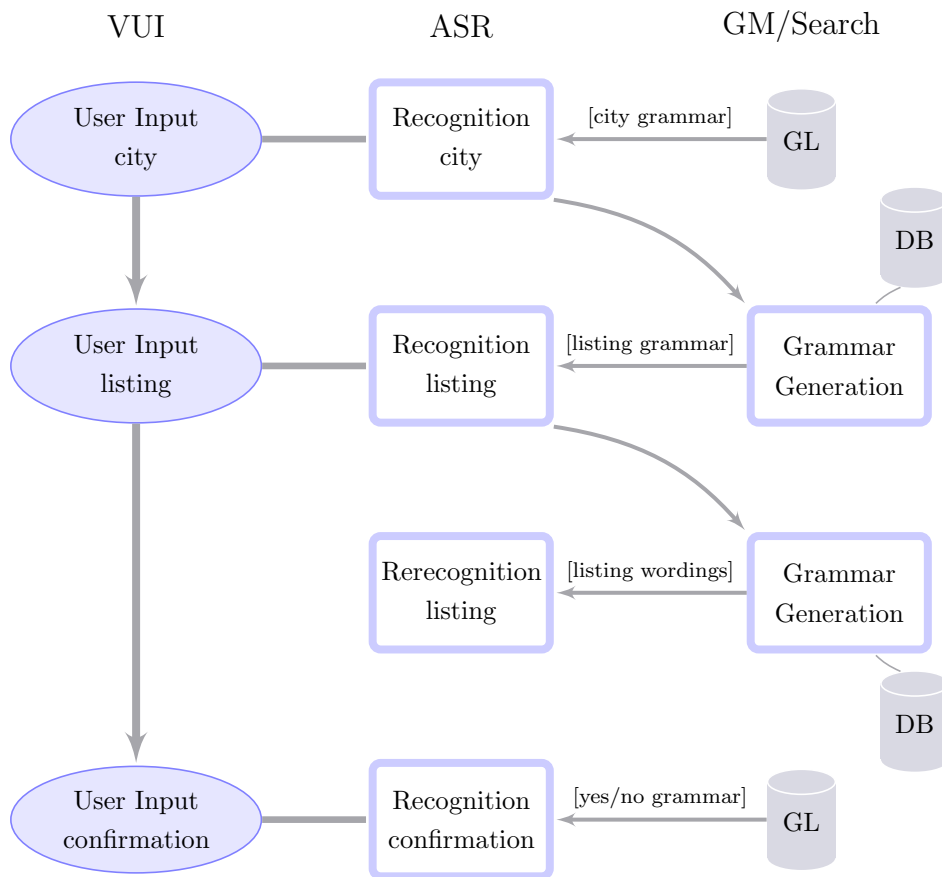 VUI
ASR
GM/Search
User Input
city
Recognition
city
[city grammar]
GL
DB
User Input
listing
Recognition
listing
[listing grammar]
Grammar
Generation
Rerecognition
listing
[listing wordings]
Grammar
Generation
DB
User Input
confirmation
Recognition
confirmation
[yes/no grammar]
GL